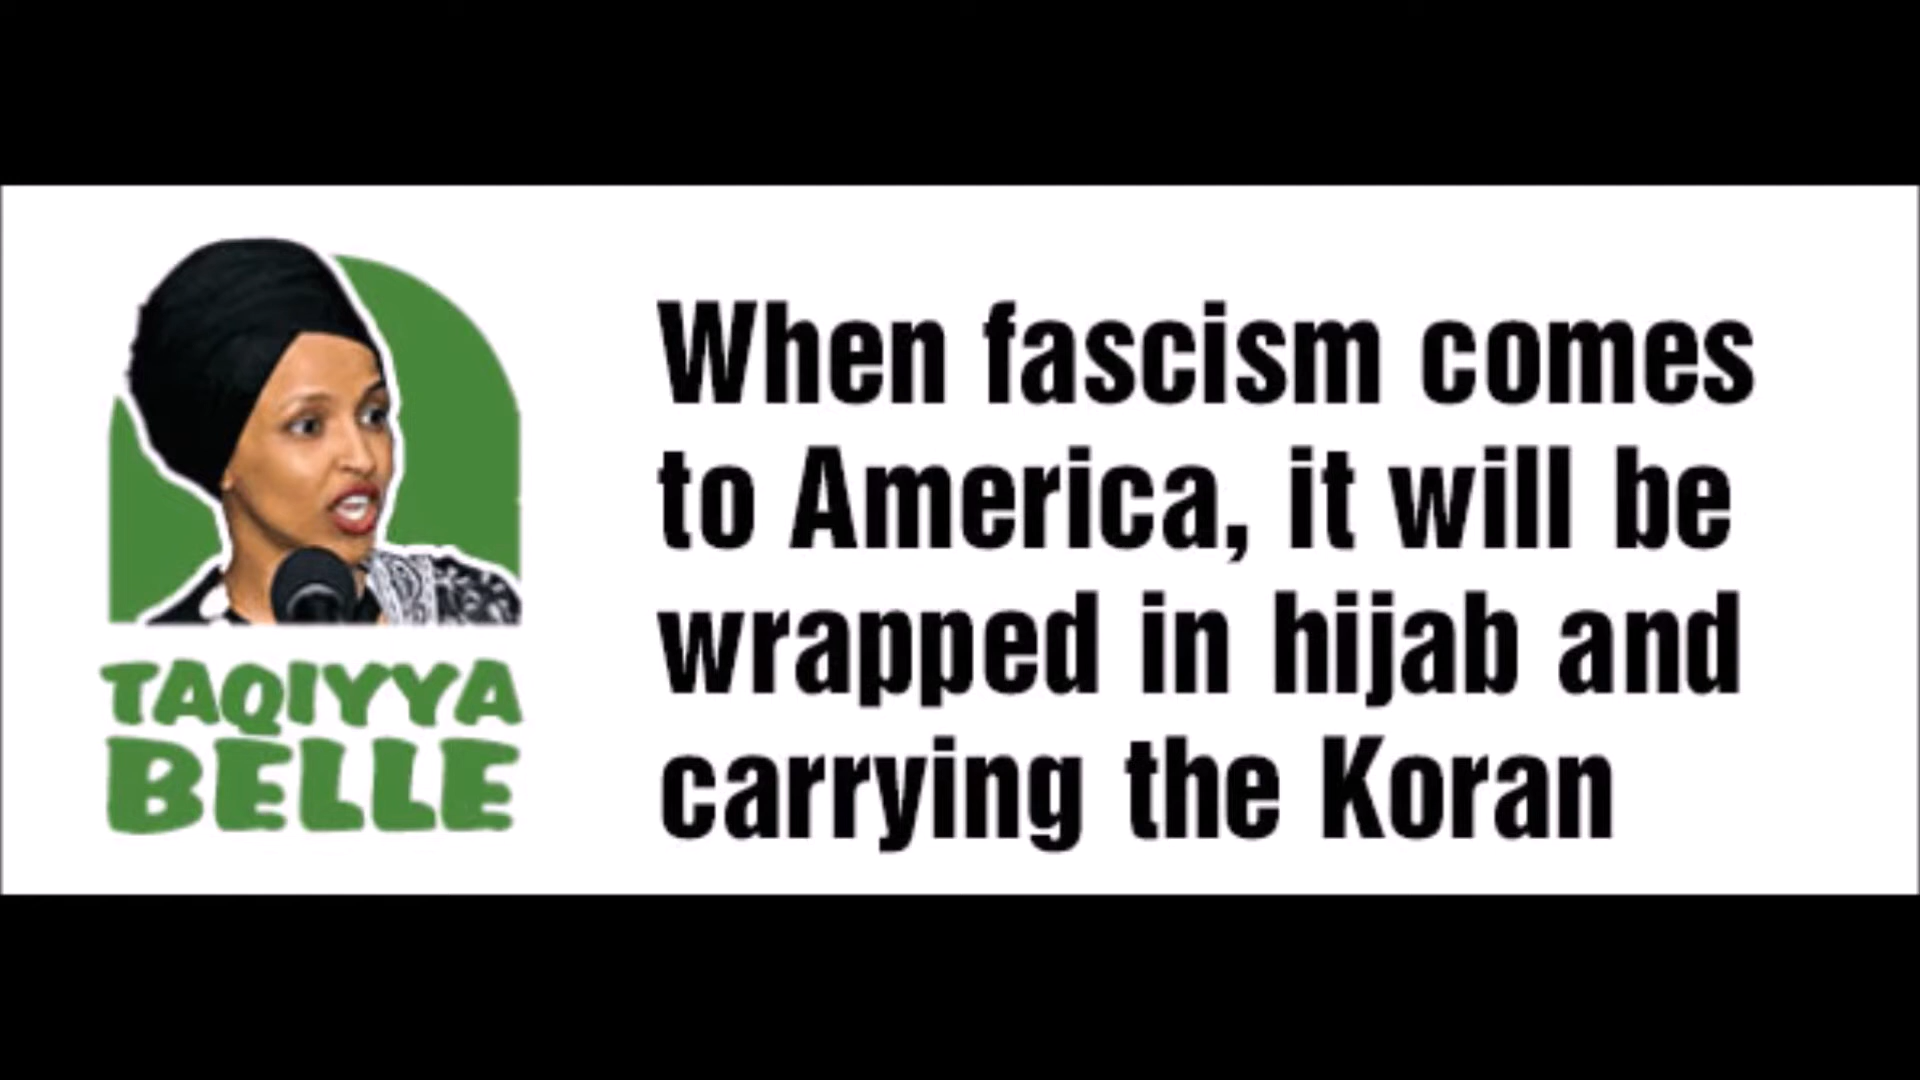 TAQIYYA
BELLE
When fascism comes
to America, it will be
wrapped in hijab and
carrying the Koran